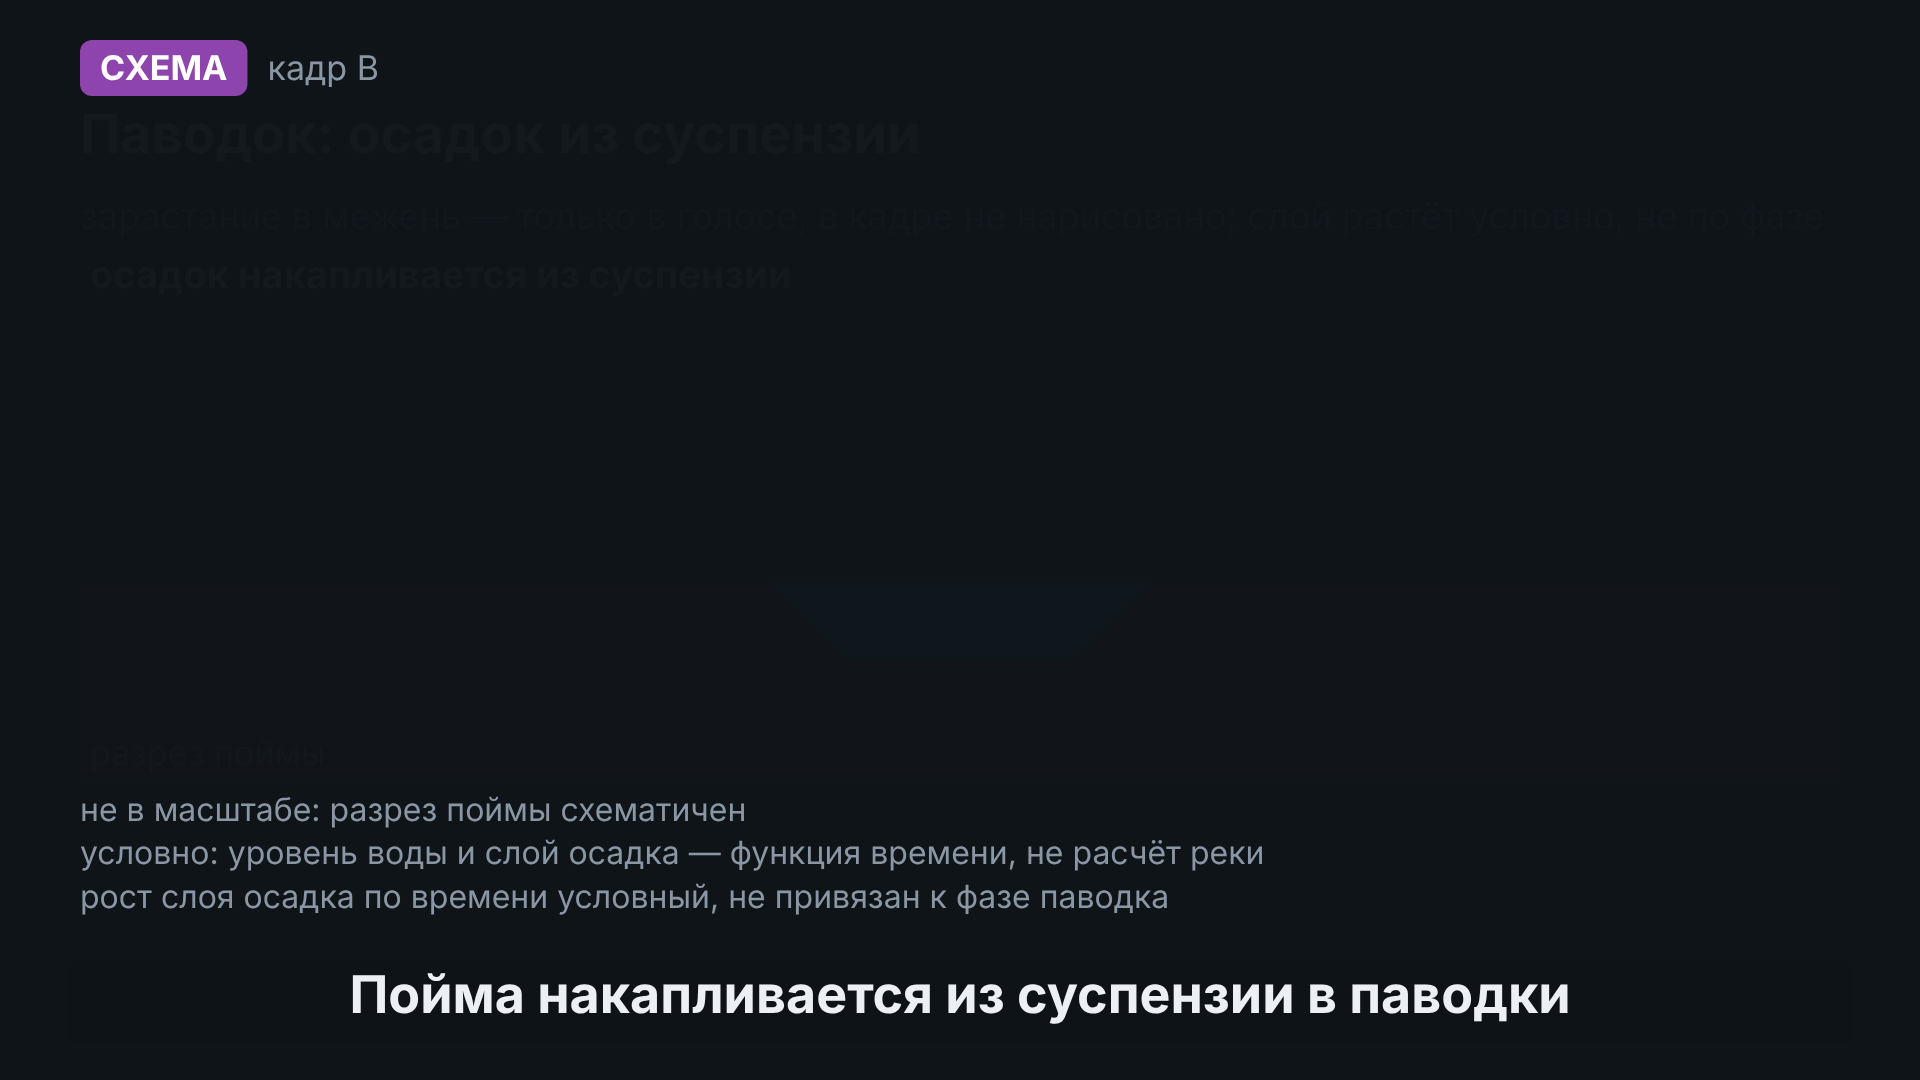 СХЕМА кадр B
Паводок: осадок из суспензии
зарастание в межень — только в голосе, в кадре не нарисовано; слой растёт условно, не по фазе
осадок накапливается из суспензии
разрез поймы
не в масштабе: разрез поймы схематичен
условно: уровень воды и слой осадка — функция времени, не расчёт реки
рост слоя осадка по времени условный, не привязан к фазе паводка
Пойма накапливается из суспензии в паводки